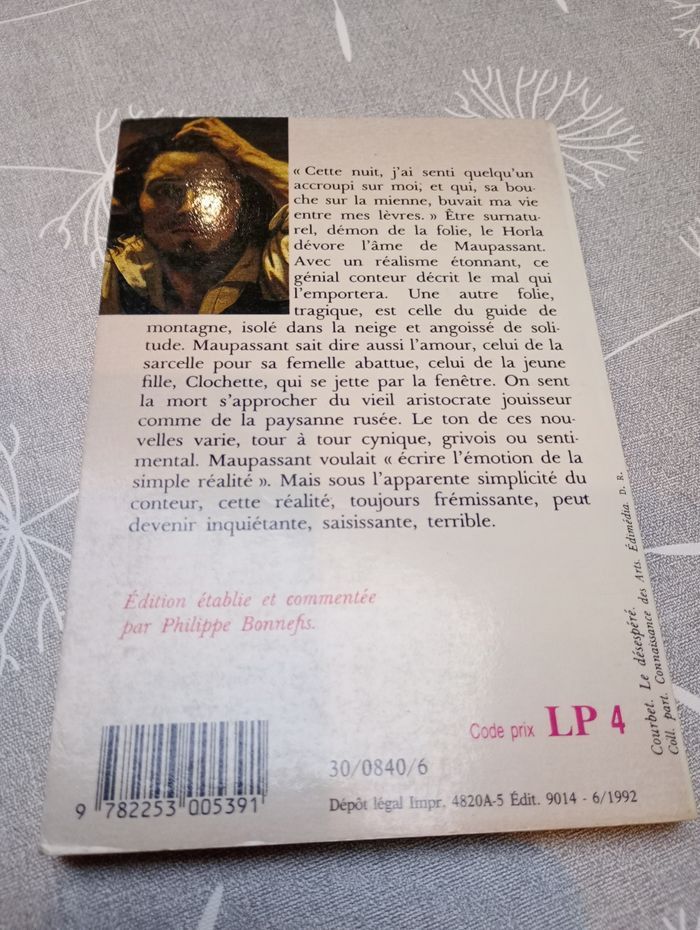 « Cette nuit, j'ai senti quelqu'un
accroupi sur moi, et qui, sa bou-
che sur la mienne, buvait ma vie
entre mes lèvres. » Être surnatu-
rel, démon de la folie, le Horla
dévore l'âme de Maupassant.
Avec un réalisme étonnant, ce
génial conteur décrit le mal qui
l'emportera. Une autre folie,
tragique, est celle du guide de
montagne, isolé dans la neige et angoissé de soli-
tude. Maupassant sait dire aussi l'amour, celui de la
sarcelle pour sa femelle abattue, celui de la jeune
fille, Clochette, qui se jette par la fenêtre. On sent
la mort s'approcher du vieil aristocrate jouisseur
comme de la paysanne rusée. Le ton de ces nou-
velles varie, tour à tour cynique, grivois ou senti-
mental. Maupassant voulait « écrire l'émotion de la
simple réalité ». Mais sous l'apparente simplicité du
conteur, cette réalité, toujours frémissante, peut
devenir inquiétante, saisissante, terrible.
Édition établie et commentée
par Philippe Bonnefis.
Courbet. Le désespéré.
Coll. part. Connaissance des Arts. Édimédia. D. R.
Code prix LP 4
30/0840/6
9 782253 005391
Dépôt légal Impr. 4820A-5 Édit. 9014 - 6/1992